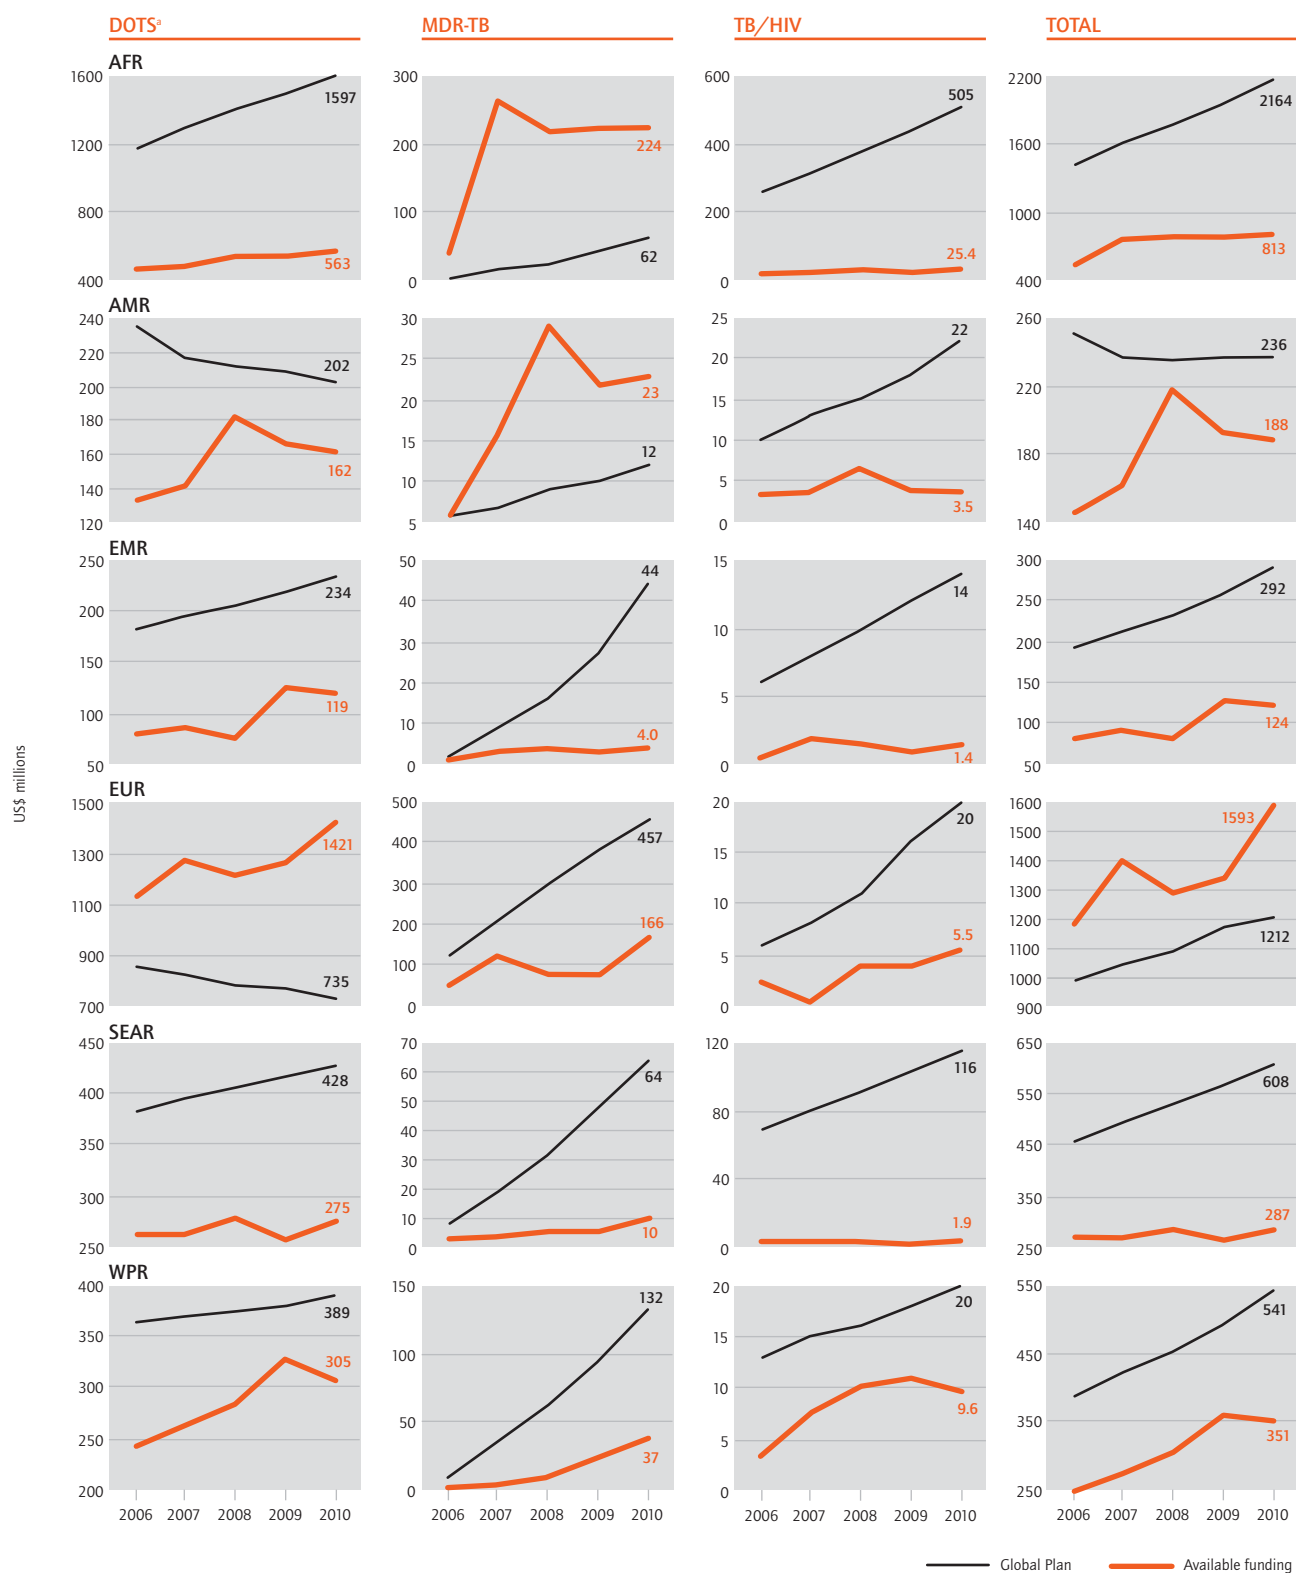 DOTSª MDR-TB TB/HIV TOTAL
AFR
1600 300 600 2200
1597 505 2164
1200 200 224 400 1600
800 100 200 1000
563 62 25.4 813
400 0 0 400
AMR
240 30 25 260
202 22 236
220 25 20
200 20 23 15 220 188
180 15 12 10
160 162 10 5 180
140 3.5
120 5 0 140
EMR
250 50 44 15 300
234 14 292
200 40 250
30 10 200
150 20 150
100 119 10 4.0 5 100 124
50 0 0 1.4 50
US$ millions
EUR
1500 500 20 1600
1421 457 20 1593
1300 400 15 1500
1100 300 10 1400
200 166 5.5 1300
900 735 100 5 1200 1212
1100
1000
700 0 0 900
SEAR
450 70 120 650
428 64 116 608
400 60 550
50 80
350 40 450
30
300 275 20 40 1.9 350 287
10 10
250 0 0 250
WPR
400 150 20 550
389 132 20 541
350 100 15 450
300 305 10 9.6 350 351
250 50 37 5
200 0 0 250
2006 2007 2008 2009 2010 2006 2007 2008 2009 2010 2006 2007 2008 2009 2010 2006 2007 2008 2009 2010
Global Plan Available funding